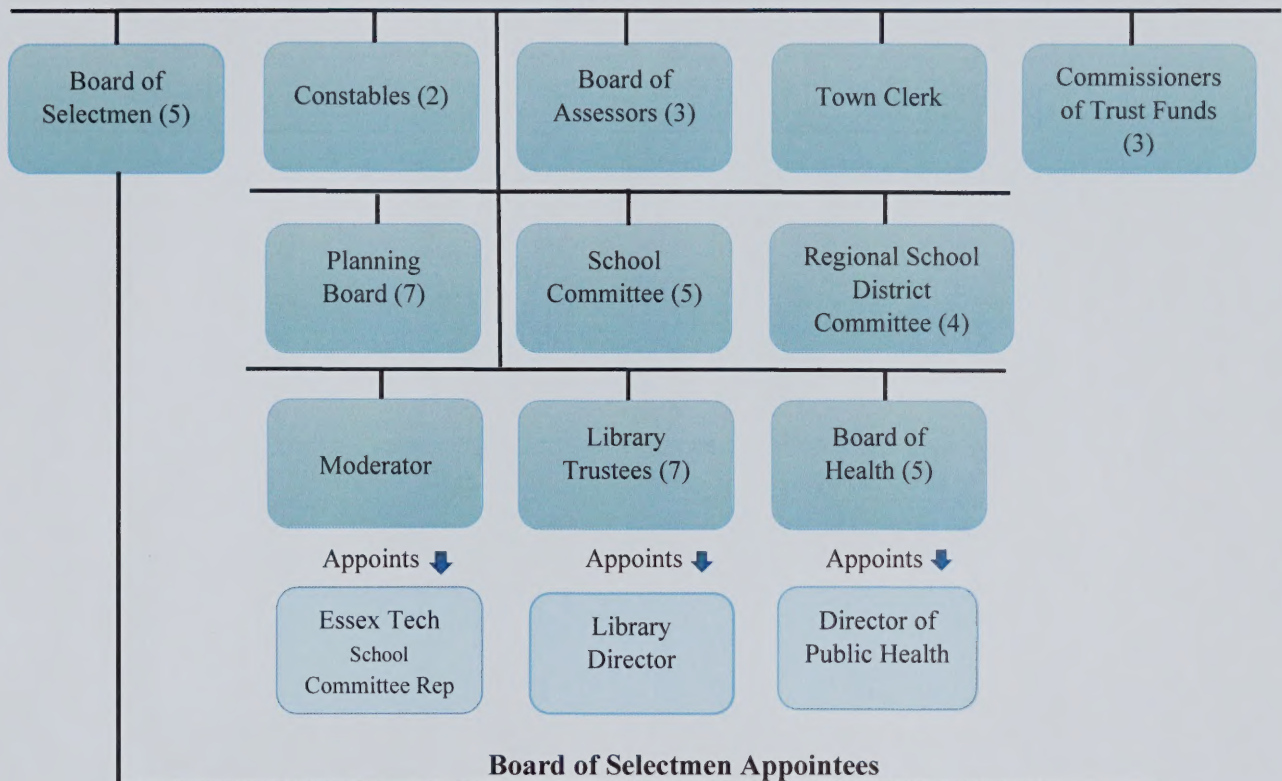 Board of
Selectmen (5)
Constables (2)
Board of
Assessors (3)
Town Clerk
Commissioners
of Trust Funds
(3)
Planning
Board (7)
School
Committee (5)
Regional School
District
Committee (4)
Moderator
Library
Trustees (7)
Board of
Health (5)
Appoints
Appoints
Appoints
Essex Tech
School
Committee Rep
Library
Director
Director of
Public Health
Board of Selectmen Appointees